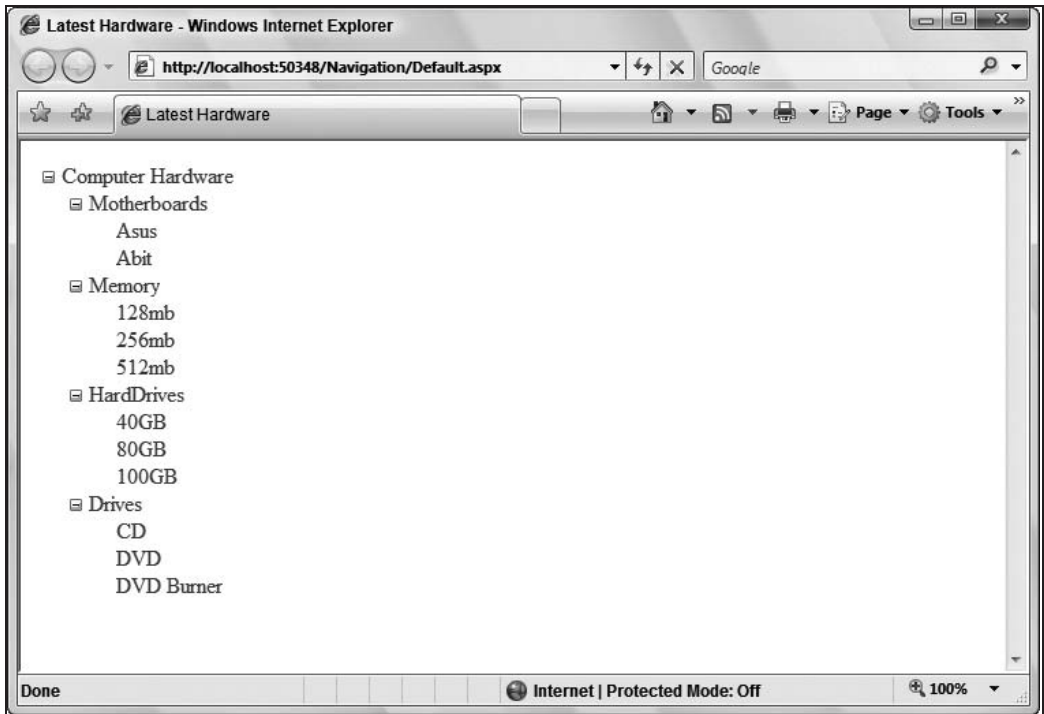 Latest Hardware - Windows Internet Explorer
http://localhost:50348/Navigation/Default.aspx
Google
Latest Hardware
Page
Tools
»
Computer Hardware
Motherboards
Asus
Abit
Memory
128mb
256mb
512mb
HardDrives
40GB
80GB
100GB
Drives
CD
DVD
DVD Burner
Done
Internet | Protected Mode: Off
100%